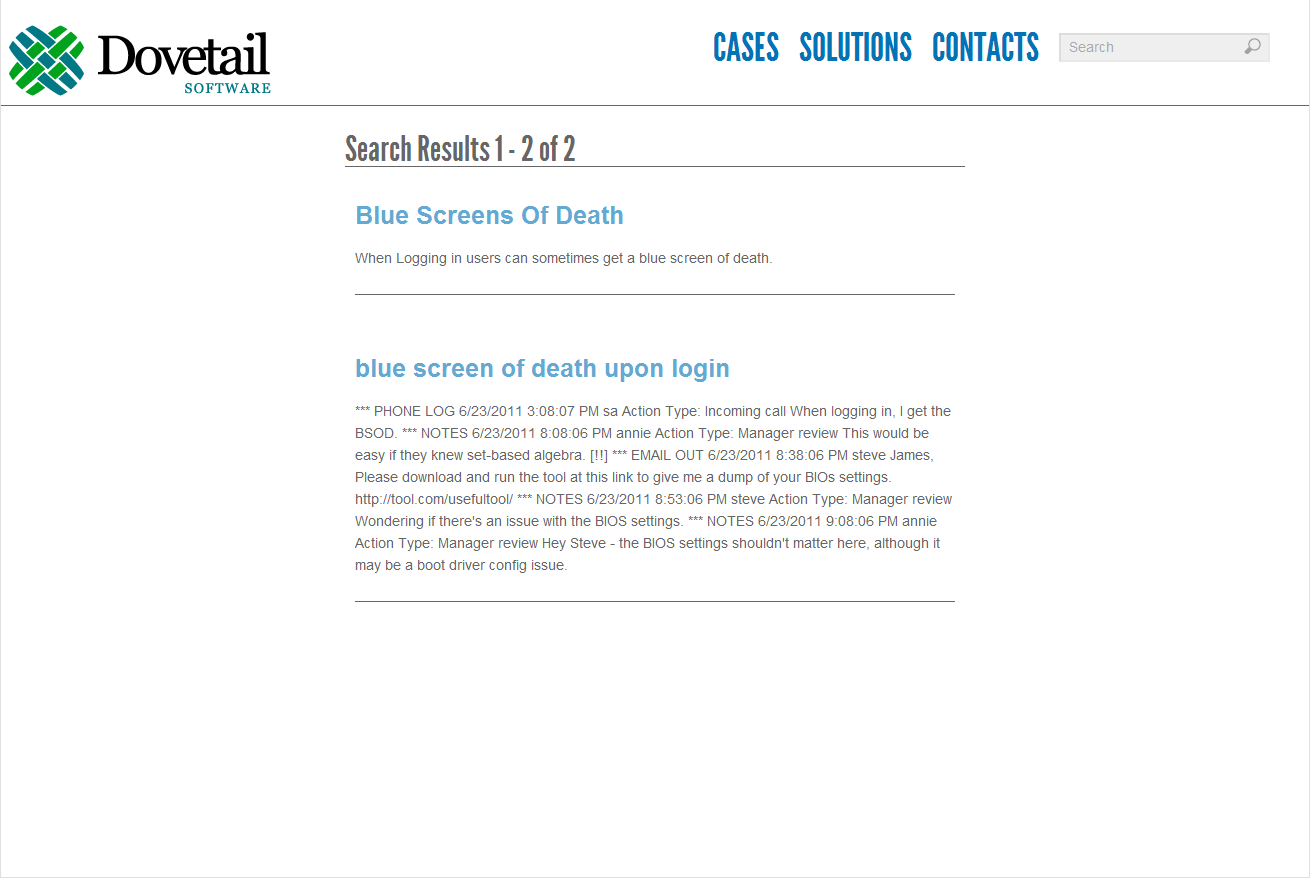 Dovetail
SOFTWARE
CASES SOLUTIONS CONTACTS Search
Search Results 1 - 2 of 2
Blue Screens Of Death
When Logging in users can sometimes get a blue screen of death.
blue screen of death upon login
*** PHONE LOG 6/23/2011 3:08:07 PM sa Action Type: Incoming call When logging in, I get the
BSOD. *** NOTES 6/23/2011 8:08:06 PM annie Action Type: Manager review This would be
easy if they knew set-based algebra. [!!] *** EMAIL OUT 6/23/2011 8:38:06 PM steve James,
Please download and run the tool at this link to give me a dump of your BIOs settings.
http://tool.com/usefultool/ *** NOTES 6/23/2011 8:53:06 PM steve Action Type: Manager review
Wondering if there's an issue with the BIOS settings. *** NOTES 6/23/2011 9:08:06 PM annie
Action Type: Manager review Hey Steve - the BIOS settings shouldn't matter here, although it
may be a boot driver config issue.